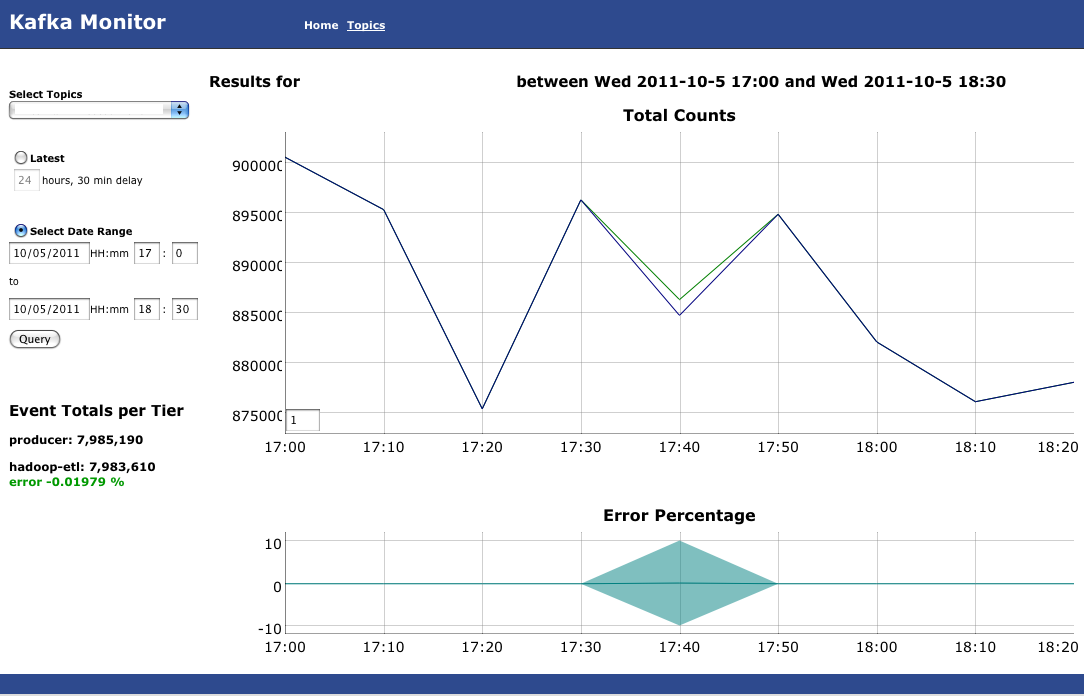 Kafka Monitor
Home Topics
Results for between Wed 2011-10-5 17:00 and Wed 2011-10-5 18:30
Select Topics
Latest
24 hours, 30 min delay
Select Date Range
10/05/2011 HH:mm 17 : 0
to
10/05/2011 HH:mm 18 : 30
Query
Event Totals per Tier
producer: 7,985,190
hadoop-etl: 7,983,610
error -0.01979 %
Total Counts
900000
895000
890000
885000
880000
875000
1
17:00 17:10 17:20 17:30 17:40 17:50 18:00 18:10 18:20
Error Percentage
10
0
-10
17:00 17:10 17:20 17:30 17:40 17:50 18:00 18:10 18:20